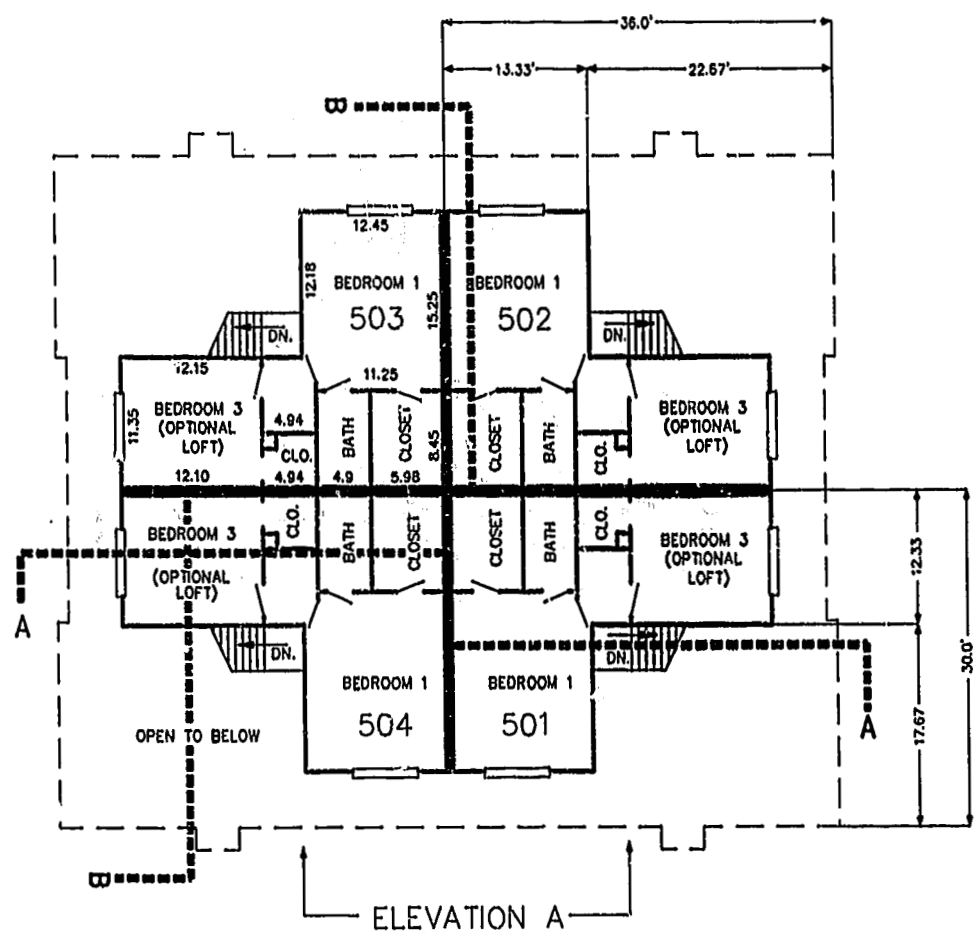 36.0'
13.33'
22.67'
B
12.45
12.18
BEDROOM 1
15.25
BEDROOM 1
503
502
DN.
DN.
12.15
11.25
11.35
BEDROOM 3
(OPTIONAL
LOFT)
4.94
CLO.
BATH
CLOSET
8.45
CLOSET
BATH
CLO.
BEDROOM 3
(OPTIONAL
LOFT)
12.10
4.94
4.9
5.98
BEDROOM 3
(OPTIONAL
LOFT)
CLO.
BATH
CLOSET
CLOSET
BATH
CLO.
BEDROOM 3
(OPTIONAL
LOFT)
12.33
A
DN.
DN.
30.0'
BEDROOM 1
BEDROOM 1
504
501
A
17.67
OPEN TO BELOW
B
ELEVATION A